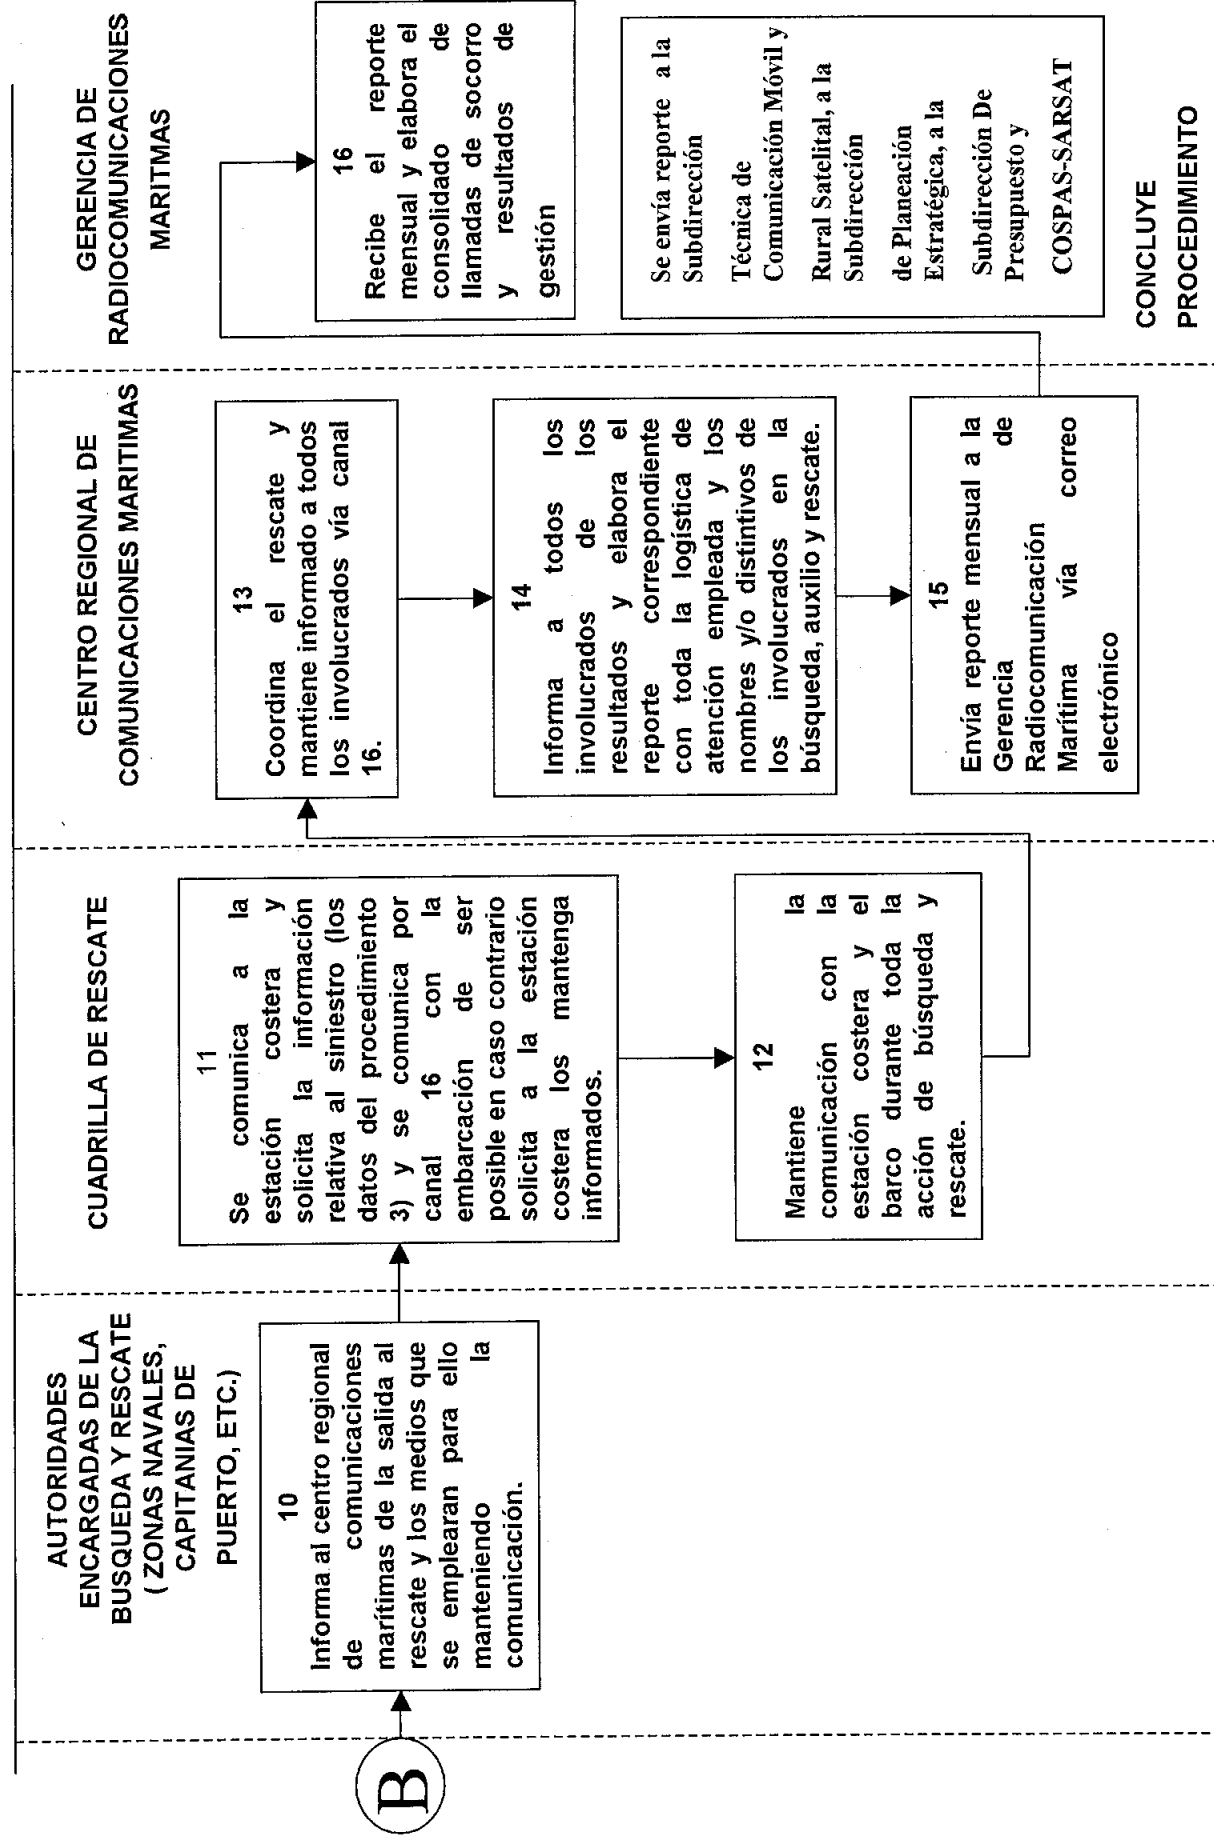 B
AUTORIDADES
ENCARGADAS DE LA
BUSQUEDA Y RESCATE
( ZONAS NAVALES,
CAPITANIAS DE
PUERTO, ETC.)
10
Informa al centro regional
de comunicaciones
marítimas de la salida al
rescate y los medios que
se emplearan para ello
manteniendo la
comunicación.
CUADRILLA DE RESCATE
11
Se comunica a la
estación costera y
solicita la información
relativa al siniestro (los
datos del procedimiento
3) y se comunica por
canal 16 con la
embarcación de ser
posible en caso contrario
solicita a la estación
costera los mantenga
informados.
12
Mantiene la
comunicación con la
estación costera y el
barco durante toda la
acción de búsqueda y
rescate.
CENTRO REGIONAL DE
COMUNICACIONES MARITIMAS
13
Coordina el rescate y
mantiene informado a todos
los involucrados vía canal
16.
14
Informa a todos los
involucrados de los
resultados y elabora el
reporte correspondiente
con toda la logística de
atención empleada y los
nombres y/o distintivos de
los involucrados en la
búsqueda, auxilio y rescate.
15
Envía reporte mensual a la
Gerencia de
Radiocomunicación
Marítima vía correo
electrónico
GERENCIA DE
RADIOCOMUNICACIONES
MARITMAS
16
Recibe el reporte
mensual y elabora el
consolidado de
llamadas de socorro
y resultados de
gestión
Se envía reporte a la
Subdirección
Técnica de
Comunicación Móvil y
Rural Satelital, a la
Subdirección
de Planeación
Estratégica, a la
Subdirección De
Presupuesto y
COSPAS-SARSAT
CONCLUYE
PROCEDIMIENTO